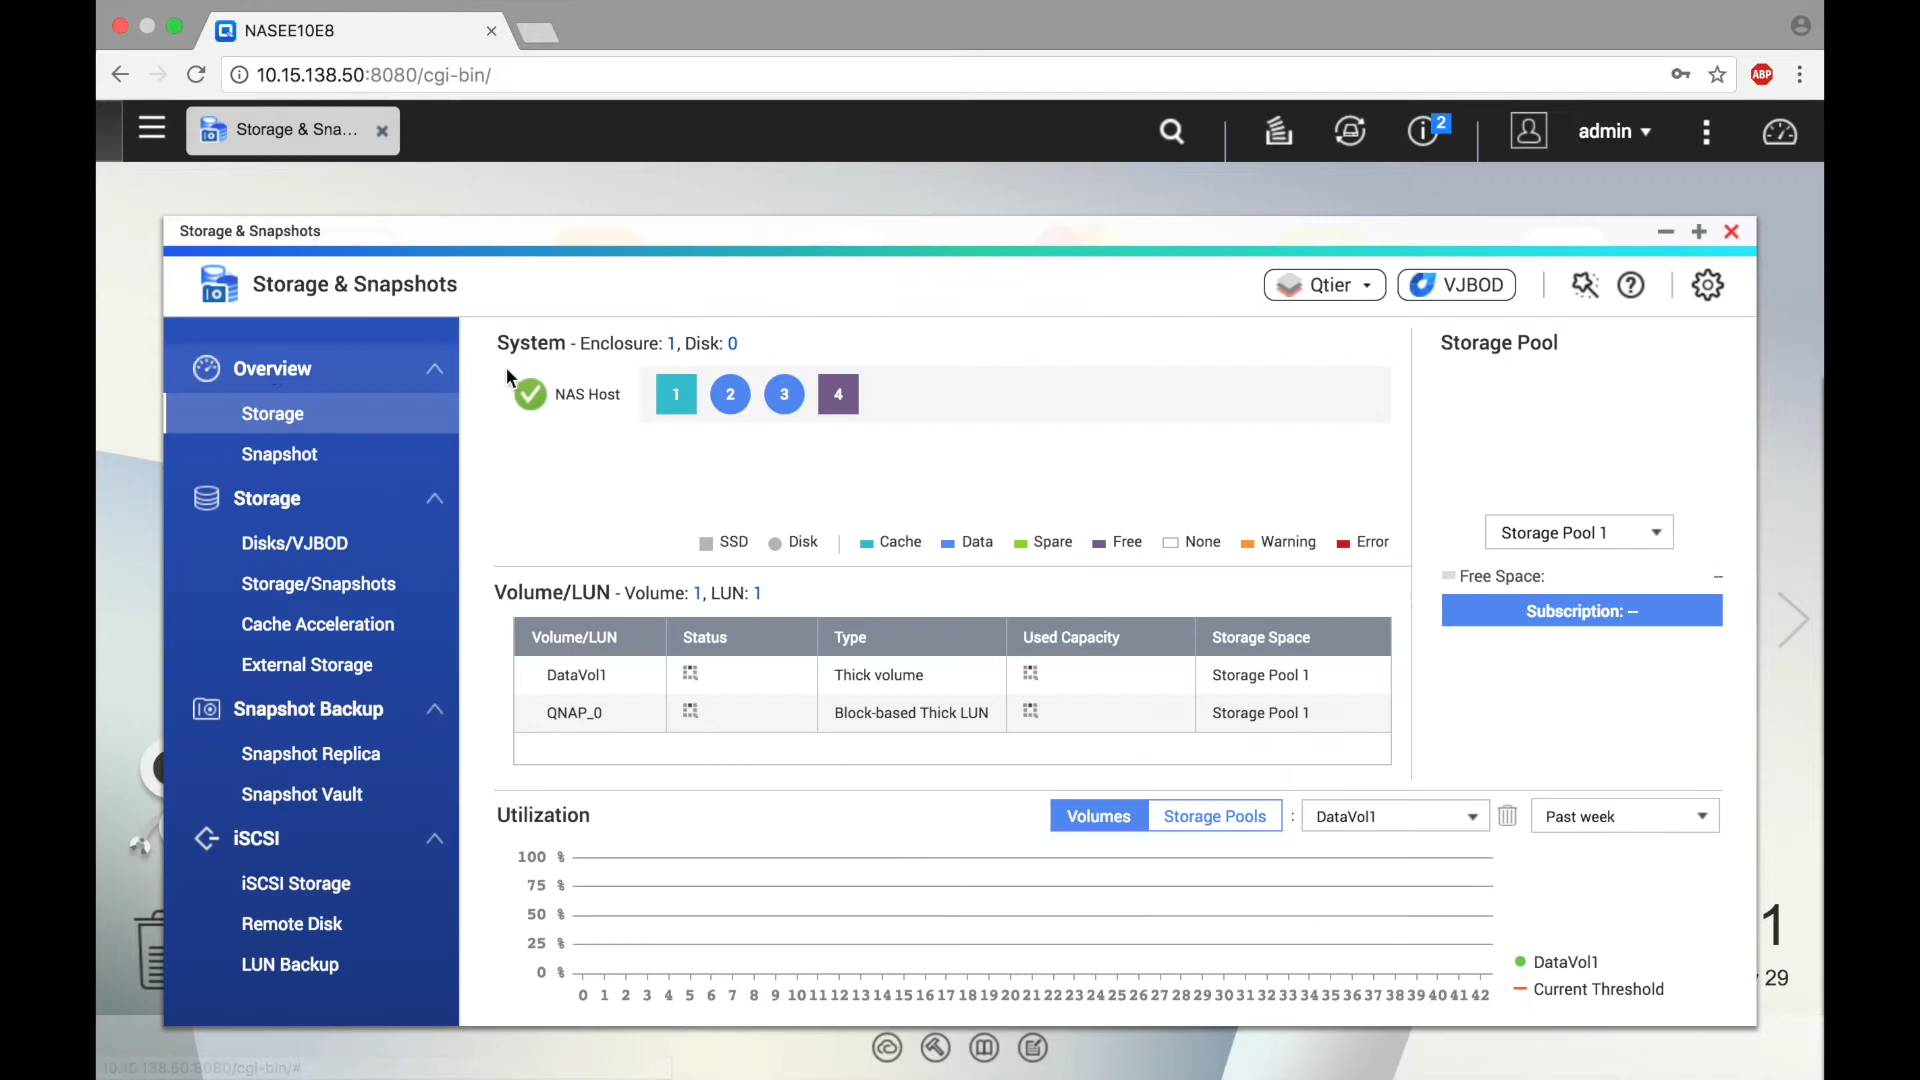 NASEE10E8
10.15.138.50:8080/cgi-bin/
ABP
Storage & Sna...
2
admin
Storage & Snapshots
Storage & Snapshots
Qtier
VJBOD
Overview
Storage
Snapshot
Storage
Disks/VJBOD
Storage/Snapshots
Cache Acceleration
External Storage
Snapshot Backup
Snapshot Replica
Snapshot Vault
iSCSI
iSCSI Storage
Remote Disk
LUN Backup
System - Enclosure: 1, Disk: 0
NAS Host
1 2 3 4
SSD Disk Cache Data Spare Free None Warning Error
Storage Pool
Storage Pool 1
Free Space: --
Subscription: --
Volume/LUN - Volume: 1, LUN: 1
Volume/LUN Status Type Used Capacity Storage Space
DataVol1 Thick volume Storage Pool 1
QNAP_0 Block-based Thick LUN Storage Pool 1
Utilization
Volumes Storage Pools : DataVol1 Past week
100 %
75 %
50 %
25 %
0 %
0 1 2 3 4 5 6 7 8 9 10 11 12 13 14 15 16 17 18 19 20 21 22 23 24 25 26 27 28 29 30 31 32 33 34 35 36 37 38 39 40 41 42
DataVol1
Current Threshold
1
29
10.15.138.50:8080/cgi-bin/#